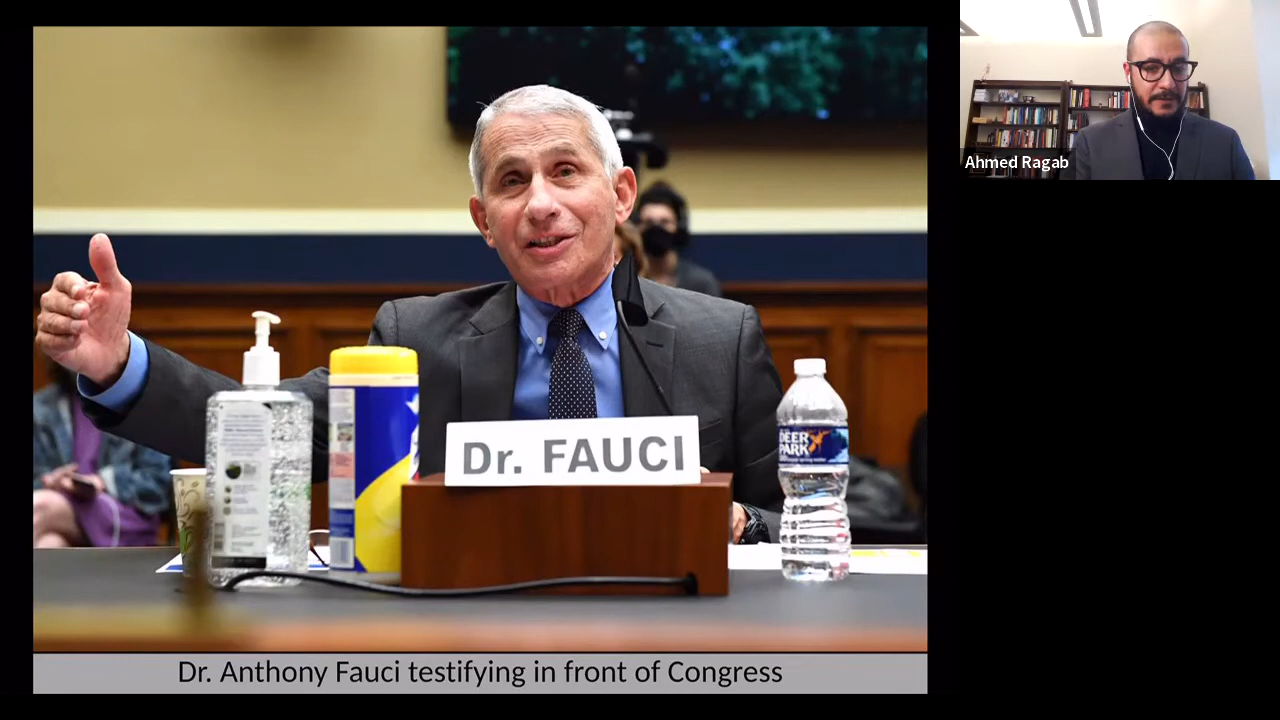 Ahmed Ragab
Dr. FAUCI
DEER
PARK
Dr. Anthony Fauci testifying in front of Congress